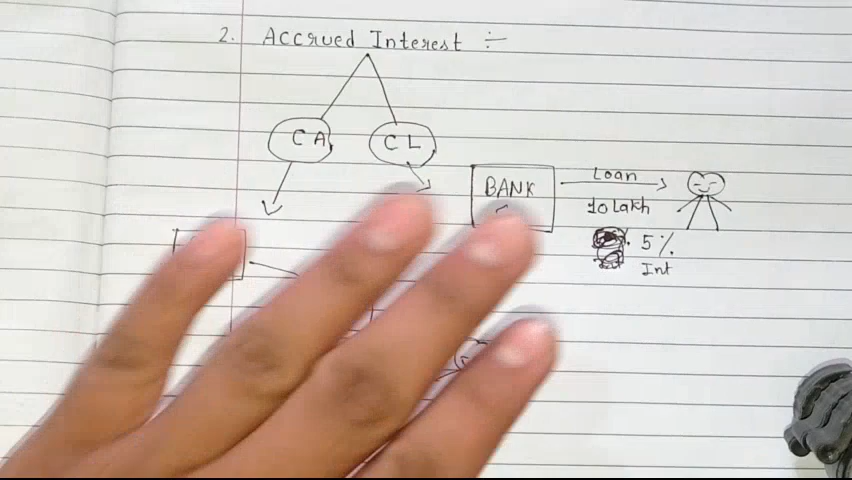 2. Accrued Interest :-
CA
CL
BANK
Loan
10 Lakh
5%
Int